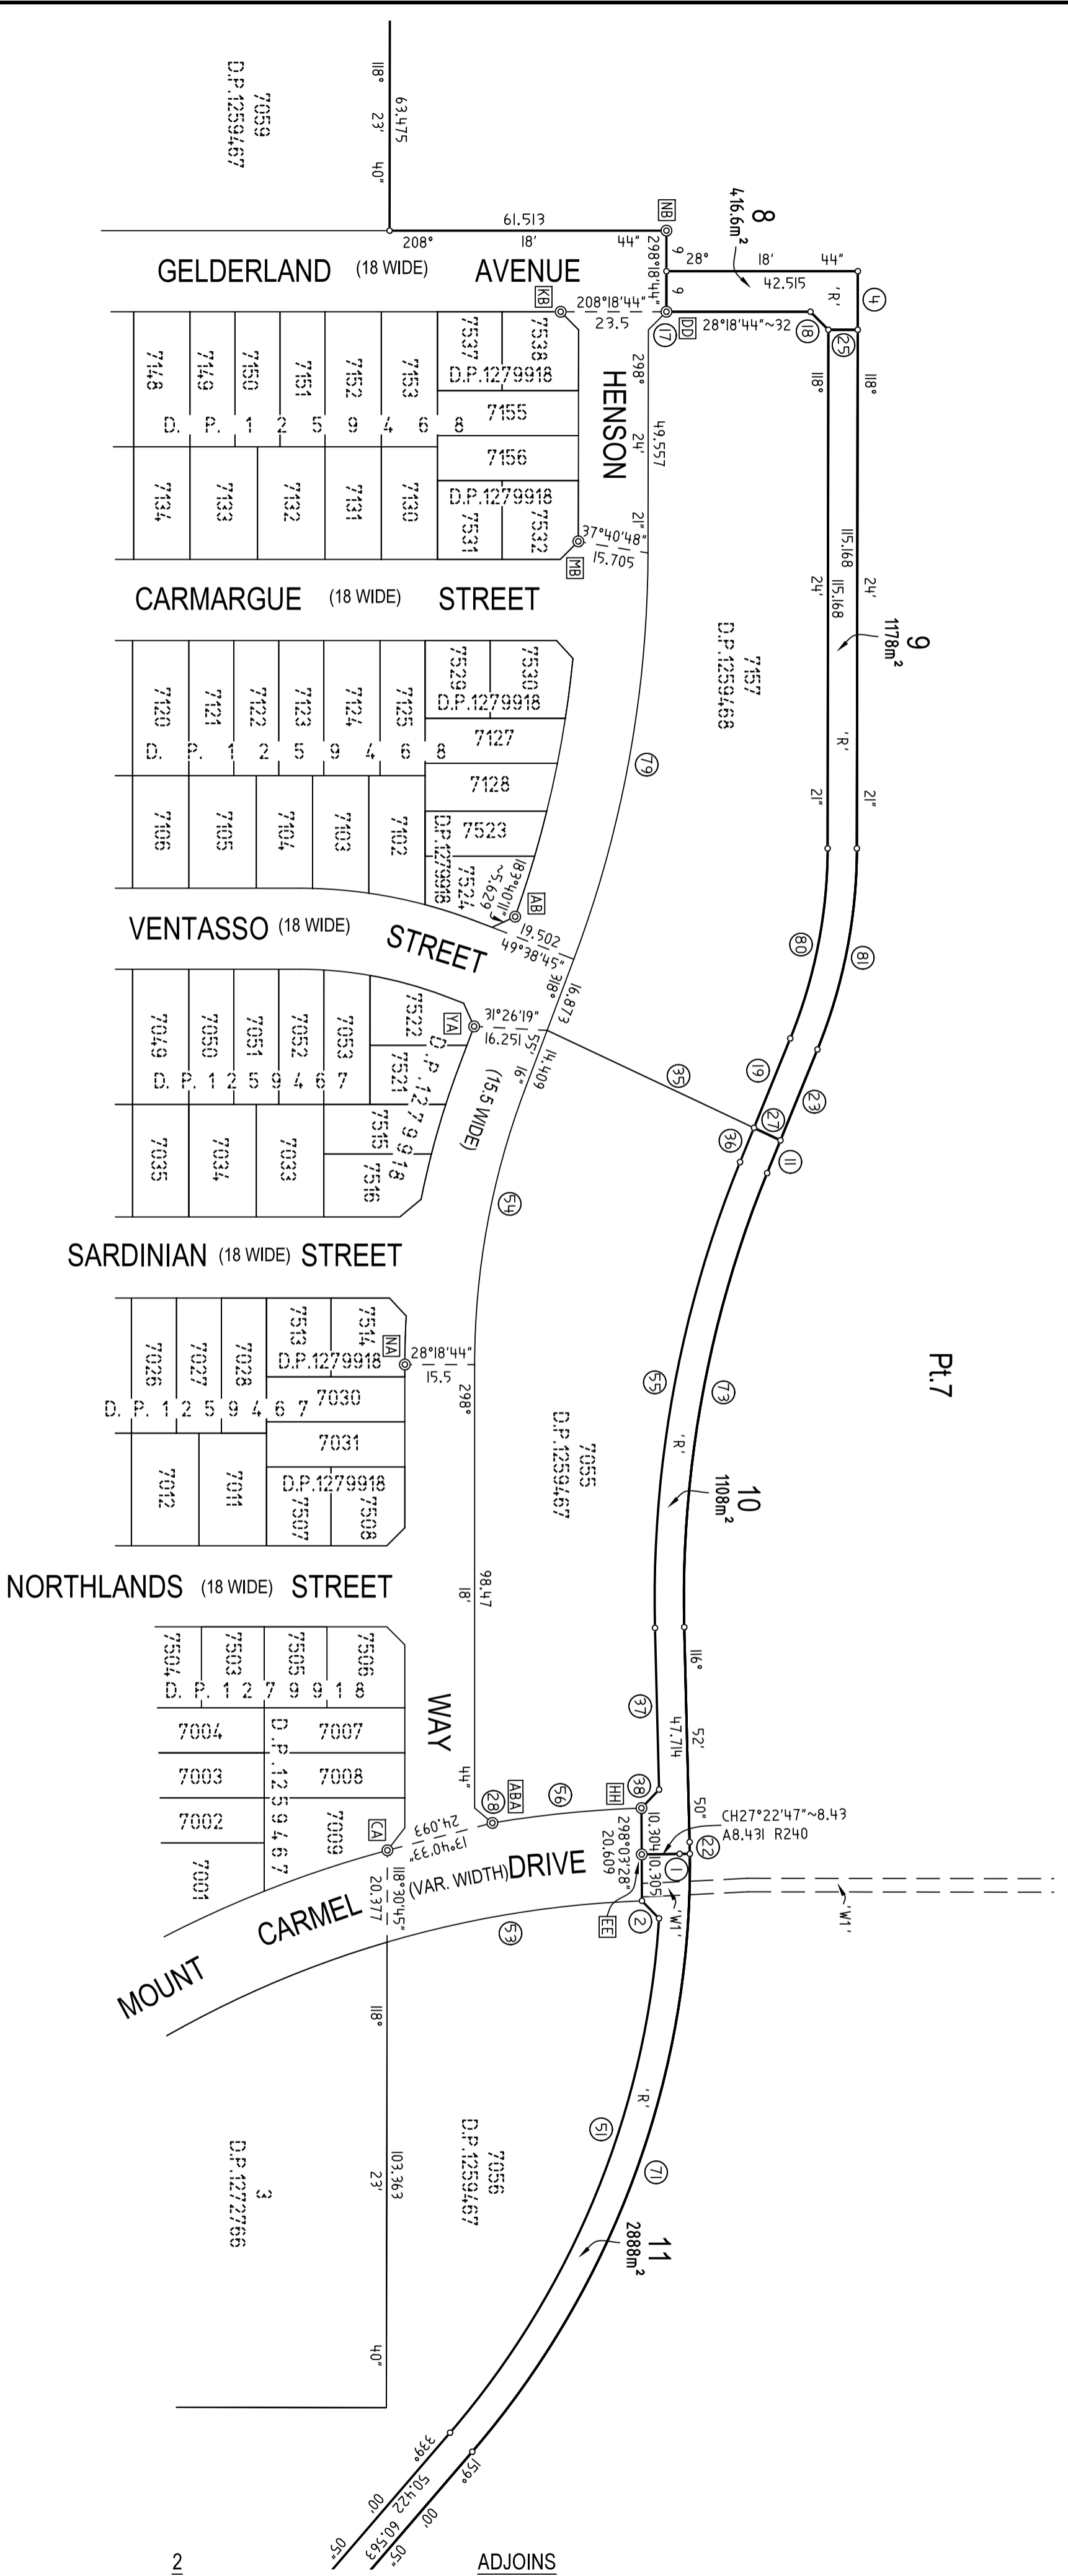 63.475
118° 23' 40"
7059
D.P.1259467
61.513
208° 18' 44"
GELDERLAND (18 WIDE) AVENUE
NB
9
298°18'44"
9
8
416.6m²
28° 18' 44"
42.515
'R'
4
KB
208°18'44"
23.5
17
DD
28°18'44"~32
18
25
7148
7149
7150
7151
7152
7153
7537
7538
D.P.1279918
7155
D. P. 1 2 5 9 4 6 8
7156
D.P.1279918
7134
7133
7132
7131
7130
7531
7532
HENSON
298° 24' 21"
49.557
37°40'48"
15.705
MB
118° 24' 21"
115.168
115.168
118° 24' 21"
9
1178m²
'R'
CARMARGUE (18 WIDE) STREET
7157
D.P.1259468
7120
7121
7122
7123
7124
7125
7529
7530
D.P.1279918
7127
D. P. 1 2 5 9 4 6 8
7128
7523
7106
7105
7104
7103
7102
D.P.1279918
7524
183°40'11"
~5.629
AB
79
80
81
19.502
49°38'45"
VENTASSO (18 WIDE) STREET
318° 55' 16"
16.873
14.409
31°26'19"
16.251
YA
7049
7050
7051
7052
7053
7522
7521
D. P. 1 2 5 9 4 6 7
D.P.1279918
7515
7516
7035
7034
7033
(15.5 WIDE)
35
19
23
27
36
11
54
SARDINIAN (18 WIDE) STREET
Pt.7
7026
7027
7028
7513
7514
D.P.1279918
NA
28°18'44"
15.5
7030
D. P. 1 2 5 9 4 6 7
7031
D.P.1279918
7012
7011
7507
7508
298° 18' 44"
98.47
7055
D.P.1259467
55
73
'R'
10
1108m²
NORTHLANDS (18 WIDE) STREET
7504
7503
7505
7506
D. P. 1 2 7 9 9 1 8
7004
7007
7003
7008
7002
7009
7001
D.P.1259467
WAY
116° 52' 50"
47.714
37
38
HH
56
28
ABA
CA
24.093
13°40'33"
10.304
298°03'28"
20.609
10.305
CH27°22'47"~8.43
A8.431 R240
22
1
2
EE
'W1'
'W1'
MOUNT CARMEL (VAR. WIDTH) DRIVE
118°30'45"
20.377
53
118° 23' 40"
103.363
7056
D.P.1259467
3
D.P.1272766
'R'
51
71
11
2888m²
339° 00' 05"
50.422
159° 00' 05"
60.563
2
ADJOINS